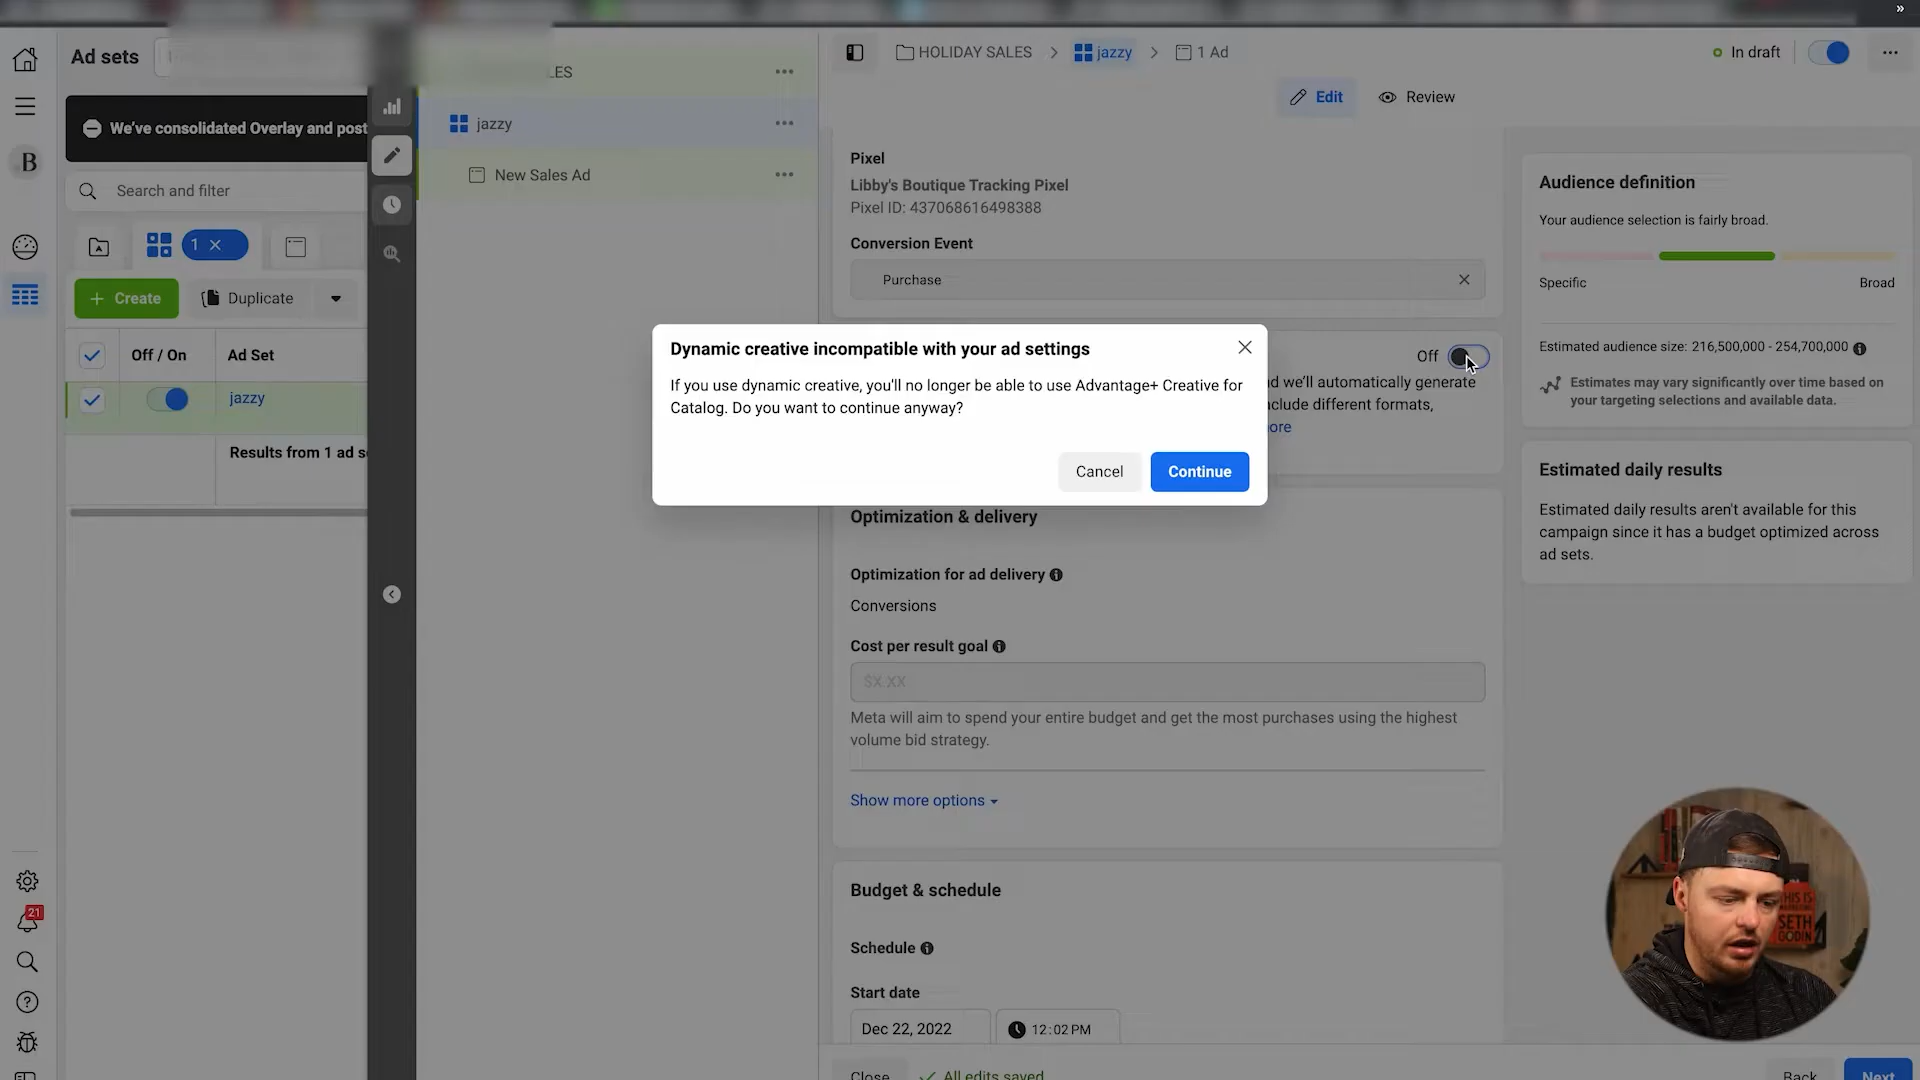 »
Ad sets
LES
jazzy
New Sales Ad
HOLIDAY SALES
jazzy
1 Ad
In draft
Edit
Review
B
We've consolidated Overlay and post
Search and filter
1
Create
Duplicate
Off / On
Ad Set
jazzy
Results from 1 ad s
Pixel
Libby's Boutique Tracking Pixel
Pixel ID: 437068616498388
Conversion Event
Purchase
Off
nd we'll automatically generate
nclude different formats,
ore
Dynamic creative incompatible with your ad settings
If you use dynamic creative, you'll no longer be able to use Advantage+ Creative for
Catalog. Do you want to continue anyway?
Cancel
Continue
Optimization & delivery
Optimization for ad delivery
Conversions
Cost per result goal
$X.XX
Meta will aim to spend your entire budget and get the most purchases using the highest
volume bid strategy.
Show more options
Budget & schedule
Schedule
Start date
Dec 22, 2022
12:02 PM
Close
All edits saved
Back
Next
Audience definition
Your audience selection is fairly broad.
Specific
Broad
Estimated audience size: 216,500,000 - 254,700,000
Estimates may vary significantly over time based on
your targeting selections and available data.
Estimated daily results
Estimated daily results aren't available for this
campaign since it has a budget optimized across
ad sets.
21
THIS IS
MARKETING
SETH
GODIN